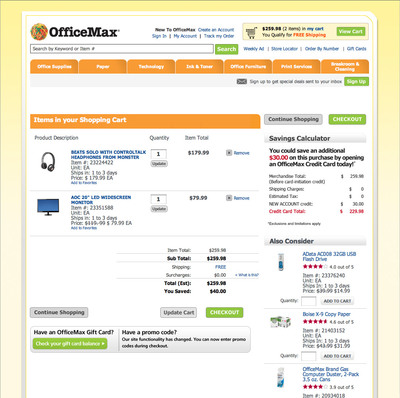 OfficeMax
New To OfficeMax Create an Account
Sign In | My Account | Track my Order
$259.98 (2 items) in my cart
You Qualify for FREE Shipping
View Cart
Search by Keyword or Item #
Search
Weekly Ad | Store Locator | Order By Number | Gift Cards
Office Supplies
Paper
Technology
Ink & Toner
Office Furniture
Print Services
Breakroom & Cleaning
Sign up to get special deals sent to your inbox
Sign Up
Items in your Shopping Cart
Product Description Quantity Item Total
BEATS SOLO WITH CONTROLTALK
HEADPHONES FROM MONSTER
Item #: 23224422
Unit: EA
Ships in: 1 to 3 days
Price: $ 179.99 EA
Add to Favorites
1
Update
$179.99
Remove
AOC 20" LED WIDESCREEN
MONITOR
Item #: 23351588
Unit: EA
Ships in: 1 to 3 days
Price: $119.99 $ 79.99 EA
Add to Favorites
1
Update
$79.99
Remove
Item Total: $259.98
Sub Total: $259.98
Shipping: FREE
Surcharges: $0.00 What is this?
Total (Est): $259.98
You Saved: $40.00
Continue Shopping
Update Cart
CHECKOUT
Have an OfficeMax Gift Card?
Check your gift card balance
Have a promo code?
Our site functionality has changed. You can now enter promo
codes during checkout.
Continue Shopping
CHECKOUT
Savings Calculator
You could save an additional
$30.00 on this purchase by opening
an OfficeMax Credit Card today!*
Merchandise Total: $ 259.98
(Before card initiation credit)
Shipping Charges: $ 0
Estimated Tax: $ 0
NEW ACCOUNT credit: $ 30.00
Credit Card Total: $ 229.98
*Exclusions and limitations apply
Also Consider
AData AC008 32GB USB
Flash Drive
4.0 out of 5
Item #: 23376240
Unit: EA
Ships In: 1 to 3 days
Price: $39.99 $14.99
Quantity:
ADD TO CART
Boise X-9 Copy Paper
4.6 out of 5
Item #: 21403152
Unit: EA
Ships In: 1 to 3 days
Price: $43.99 $31.99
Quantity:
ADD TO CART
OfficeMax Brand Gas
Computer Duster, 2-Pack
3.5 oz. Cans
3.9 out of 5
Item #: 20934018